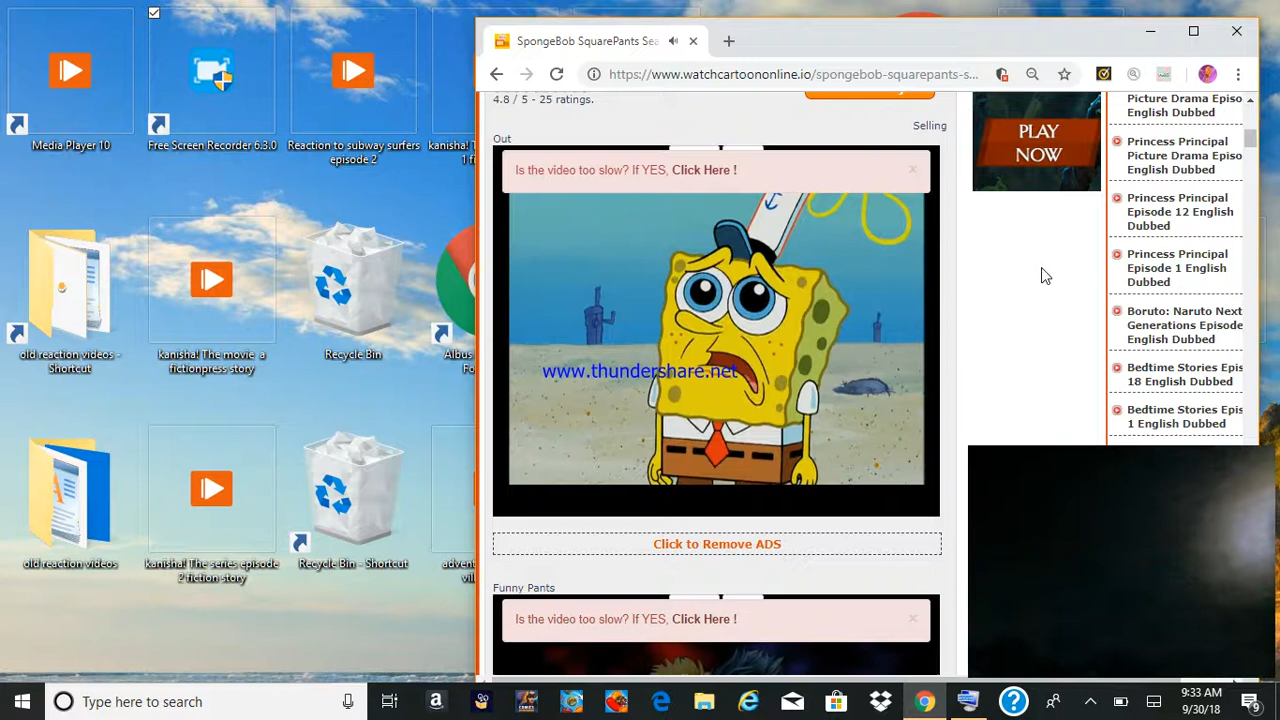 Media Player 10
Free Screen Recorder 6.3.0
Reaction to subway surfers
episode 2
old reaction videos -
Shortcut
kanisha! The movie a
fictionpress story
Recycle Bin
old reaction videos
kanisha! The series episode
2 fiction story
Recycle Bin - Shortcut
SpongeBob SquarePants Sea
https://www.watchcartoononline.io/spongebob-squarepants-s...
4.8 / 5 - 25 ratings.
Selling
Out
Is the video too slow? If YES, Click Here !
www.thundershare.net
Click to Remove ADS
Funny Pants
Is the video too slow? If YES, Click Here !
PLAY
NOW
Picture Drama Episo
English Dubbed
Princess Principal
Picture Drama Episo
English Dubbed
Princess Principal
Episode 12 English
Dubbed
Princess Principal
Episode 1 English
Dubbed
Boruto: Naruto Next
Generations Episode
English Dubbed
Bedtime Stories Epis
18 English Dubbed
Bedtime Stories Epis
1 English Dubbed
Type here to search
9:33 AM
9/30/18